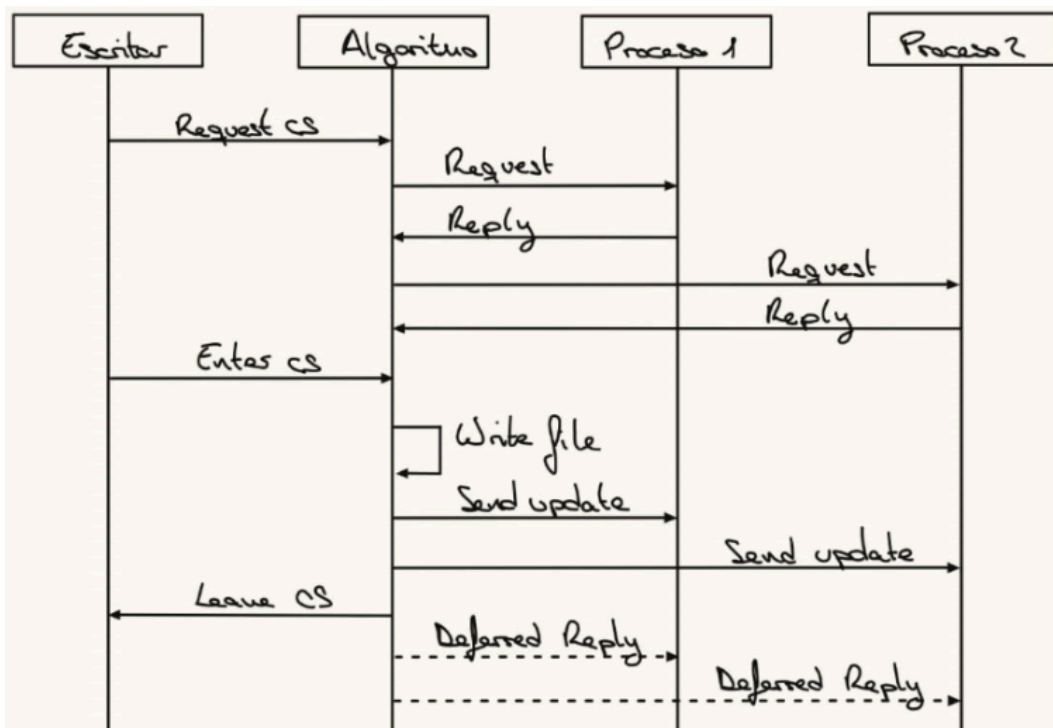 Escritor
Algoritmo
Proceso 1
Proceso 2
Request CS
Request
Reply
Request
Reply
Enter CS
Write file
Send update
Send update
Leave CS
Deferred Reply
Deferred Reply